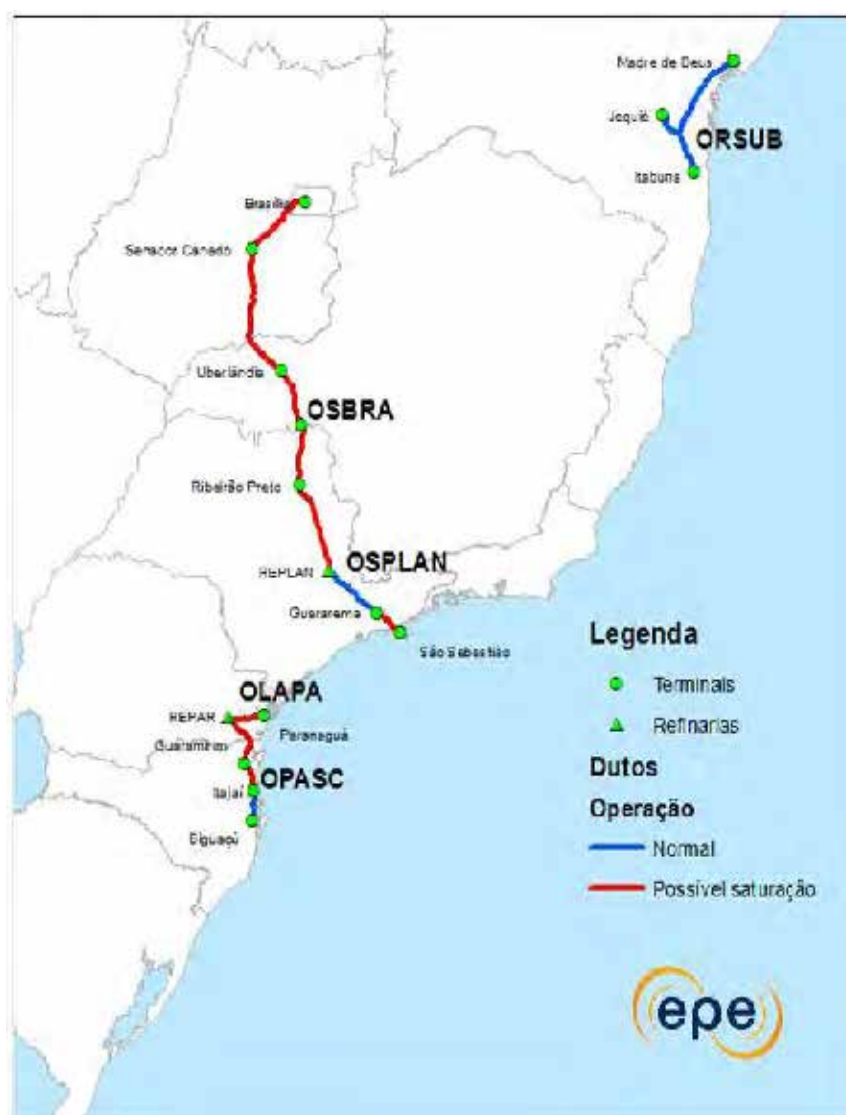 Madre de Deus
Jequié
ORSUB
Itabuna
Brasília
Senador Canedo
Uberlândia
OSBRA
Ribeirão Preto
OSPLAN
REPLAN
Guararema
São Sebastião
Legenda
Terminais
Refinarias
Dutos
Operação
Normal
Possível saturação
OLAPA
REPAR
Paranaguá
Guaramirim
OPASC
Itajaí
Biguaçú
epe